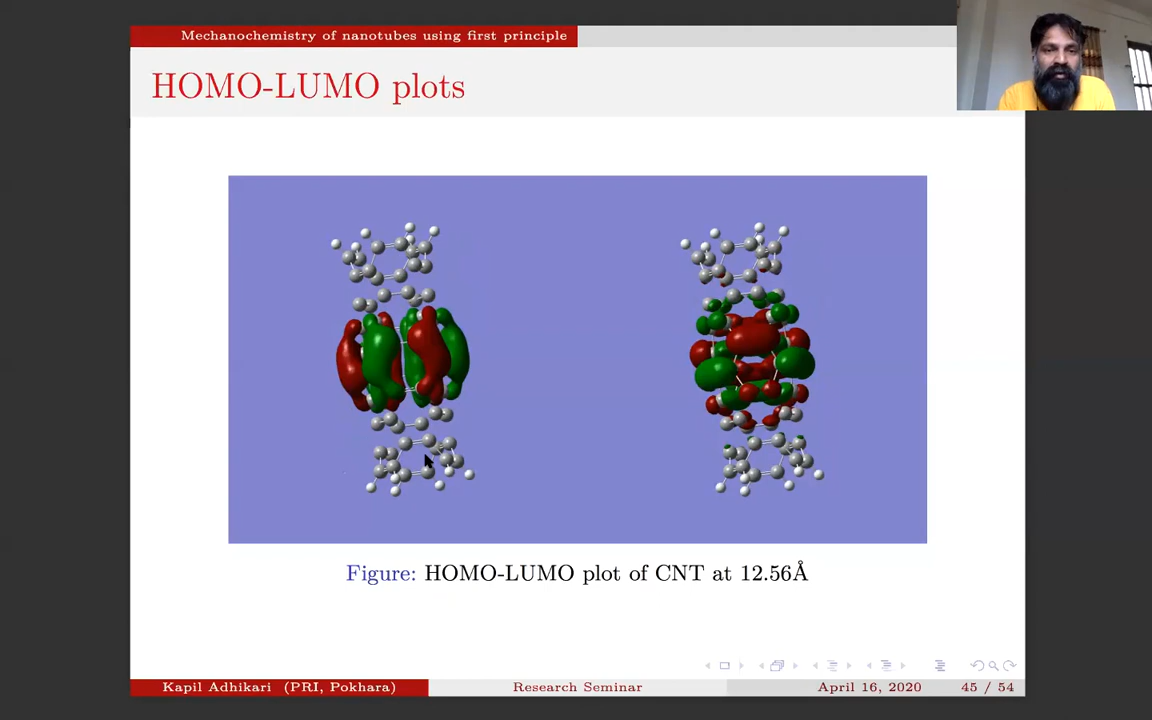 Mechanochemistry of nanotubes using first principle
HOMO-LUMO plots
Figure: HOMO-LUMO plot of CNT at 12.56Å
Kapil Adhikari (PRI, Pokhara)
Research Seminar
April 16, 2020
45 / 54